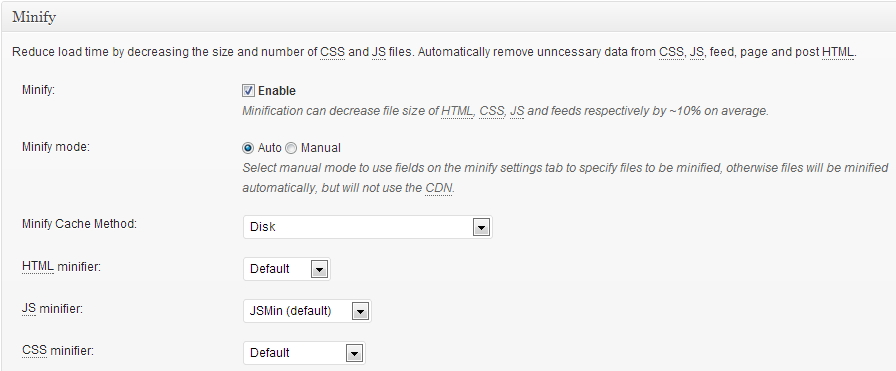 Minify
Reduce load time by decreasing the size and number of CSS and JS files. Automatically remove unncessary data from CSS, JS, feed, page and post HTML.
Minify: Enable
Minification can decrease file size of HTML, CSS, JS and feeds respectively by ~10% on average.
Minify mode: Auto Manual
Select manual mode to use fields on the minify settings tab to specify files to be minified, otherwise files will be minified
automatically, but will not use the CDN.
Minify Cache Method: Disk
HTML minifier: Default
JS minifier: JSMin (default)
CSS minifier: Default